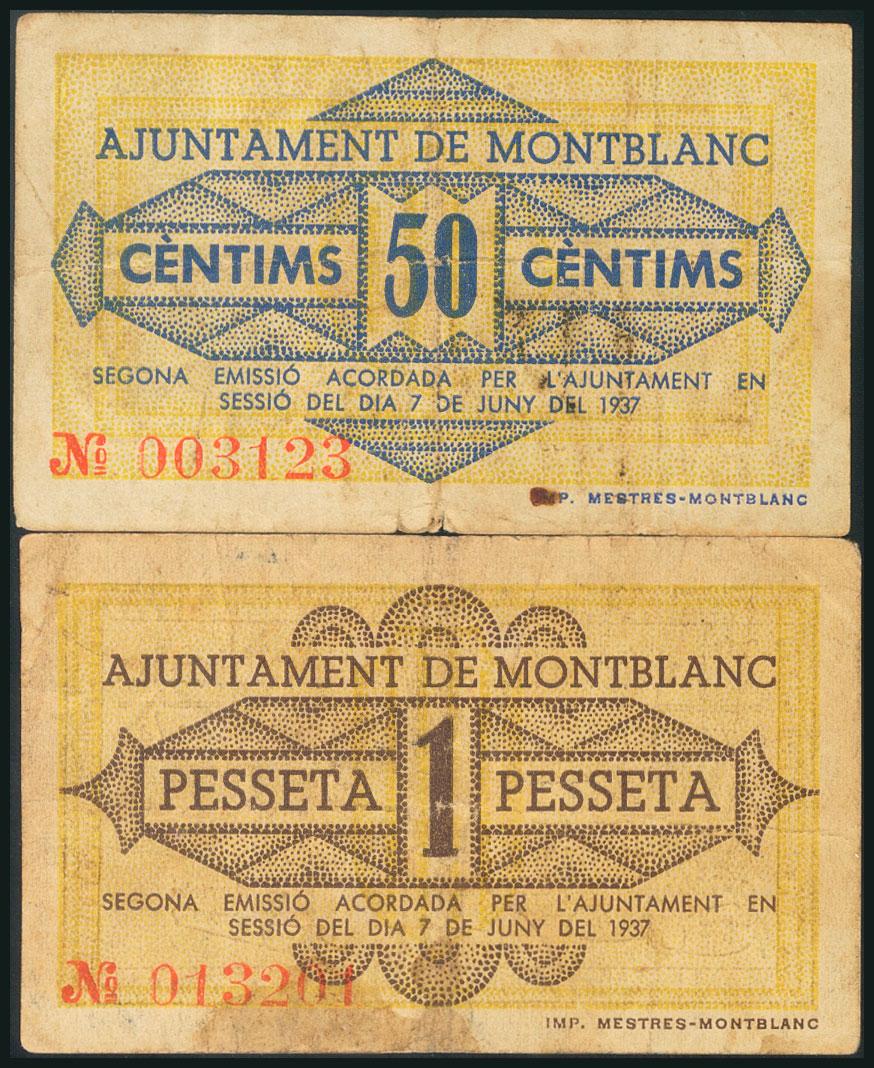 AJUNTAMENT DE MONTBLANC
CÈNTIMS 50 CÈNTIMS
SEGONA EMISSIÓ ACORDADA PER L'AJUNTAMENT EN
SESSIÓ DEL DIA 7 DE JUNY DEL 1937
Nº 003123
IMP. MESTRES-MONTBLANC
AJUNTAMENT DE MONTBLANC
PESSETA 1 PESSETA
SEGONA EMISSIÓ ACORDADA PER L'AJUNTAMENT EN
SESSIÓ DEL DIA 7 DE JUNY DEL 1937
Nº 013201
IMP. MESTRES-MONTBLANC